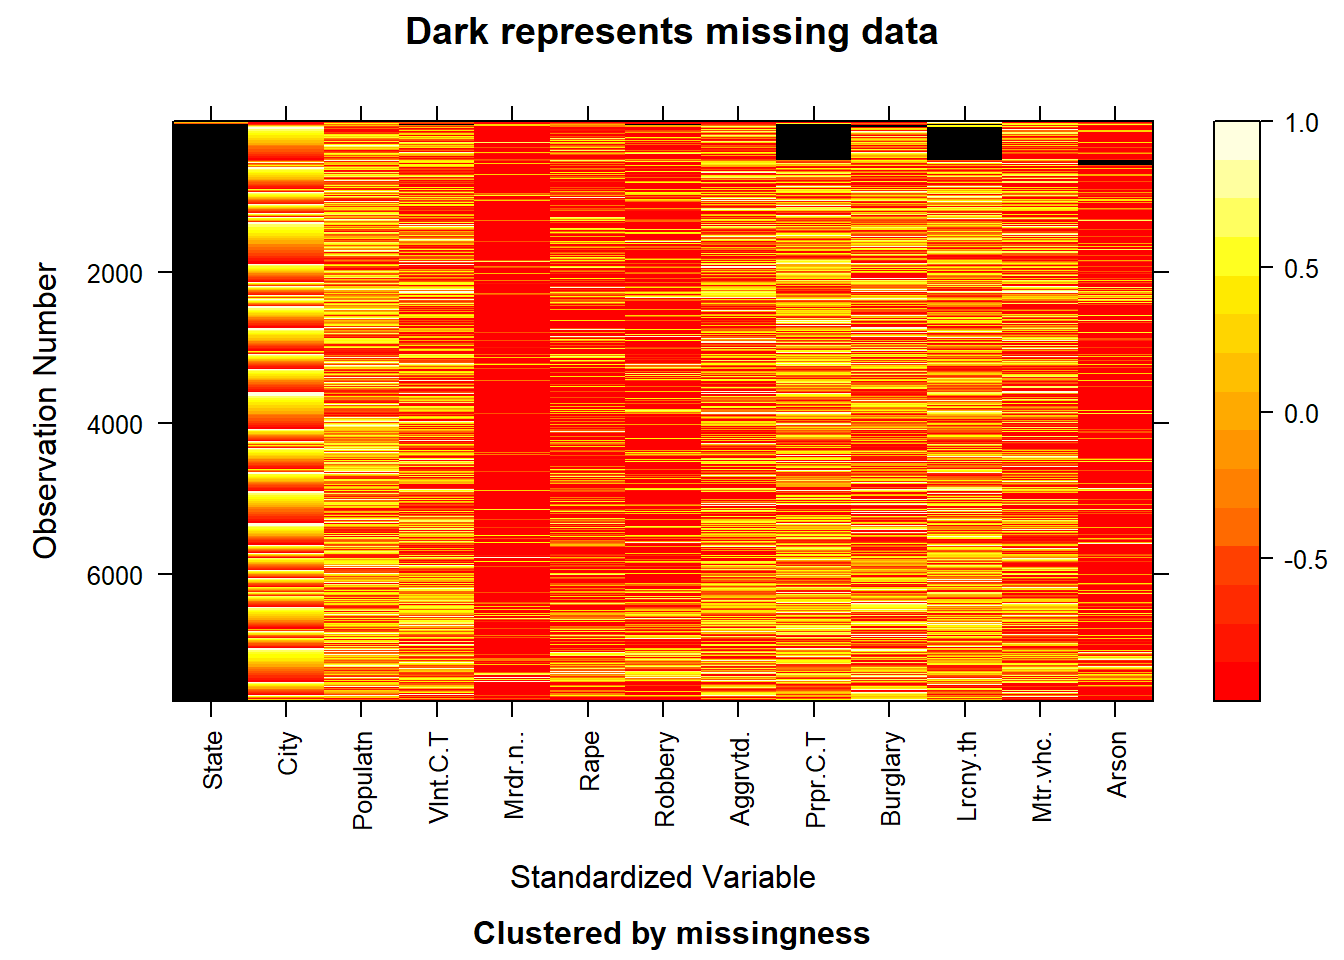 Dark represents missing data
1.0
0.5
0.0
-0.5
2000
4000
6000
Observation Number
State
City
Populatn
Vlnt.C.T
Mrdr.n..
Rape
Robbery
Aggrvtd.
Prpr.C.T
Burglary
Lrcny.th
Mtr.vhc.
Arson
Standardized Variable
Clustered by missingness